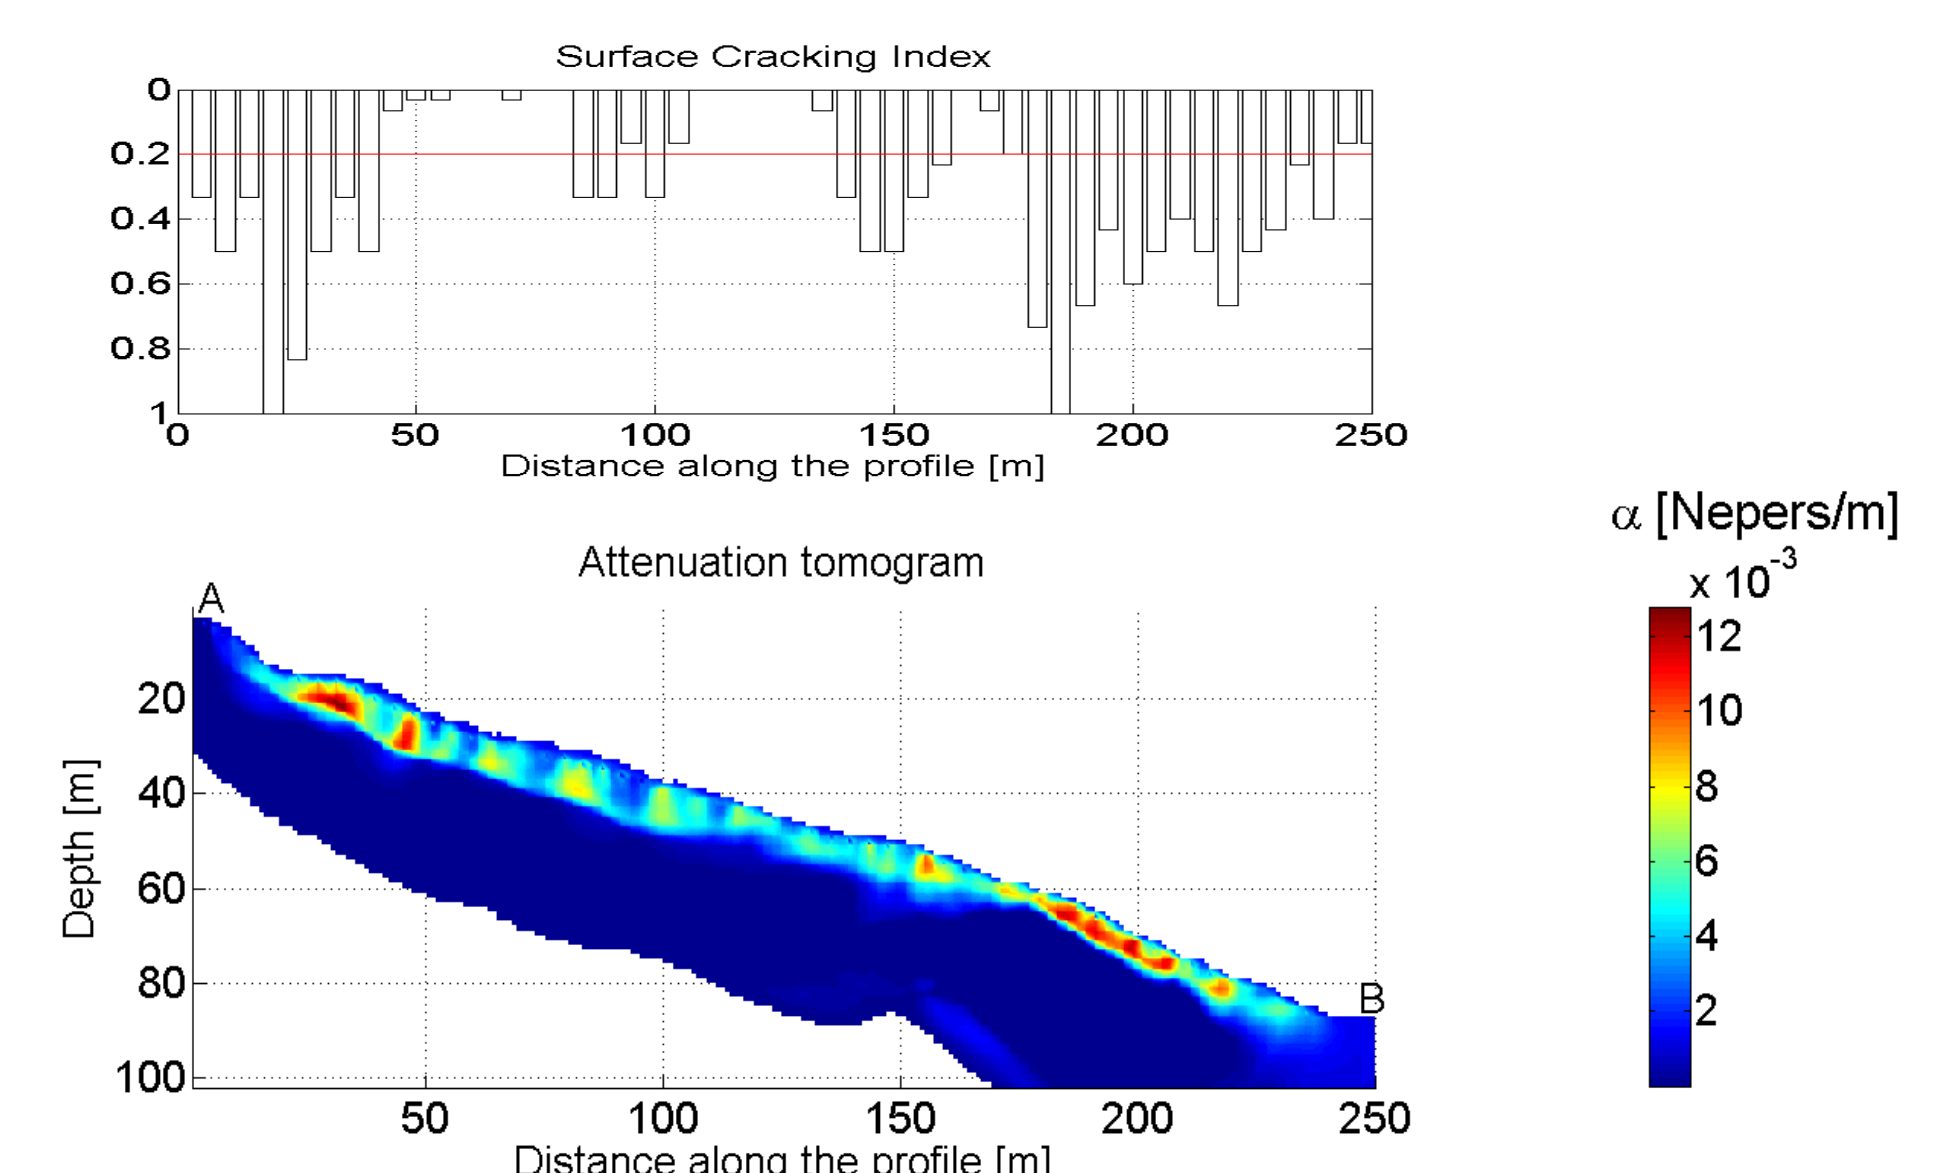 Surface Cracking Index
0
0.2
0.4
0.6
0.8
1
0 50 100 150 200 250
Distance along the profile [m]
α [Nepers/m]
x 10-3
Attenuation tomogram
A
B
Depth [m]
20
40
60
80
100
50 100 150 200 250
Distance along the profile [m]
12
10
8
6
4
2